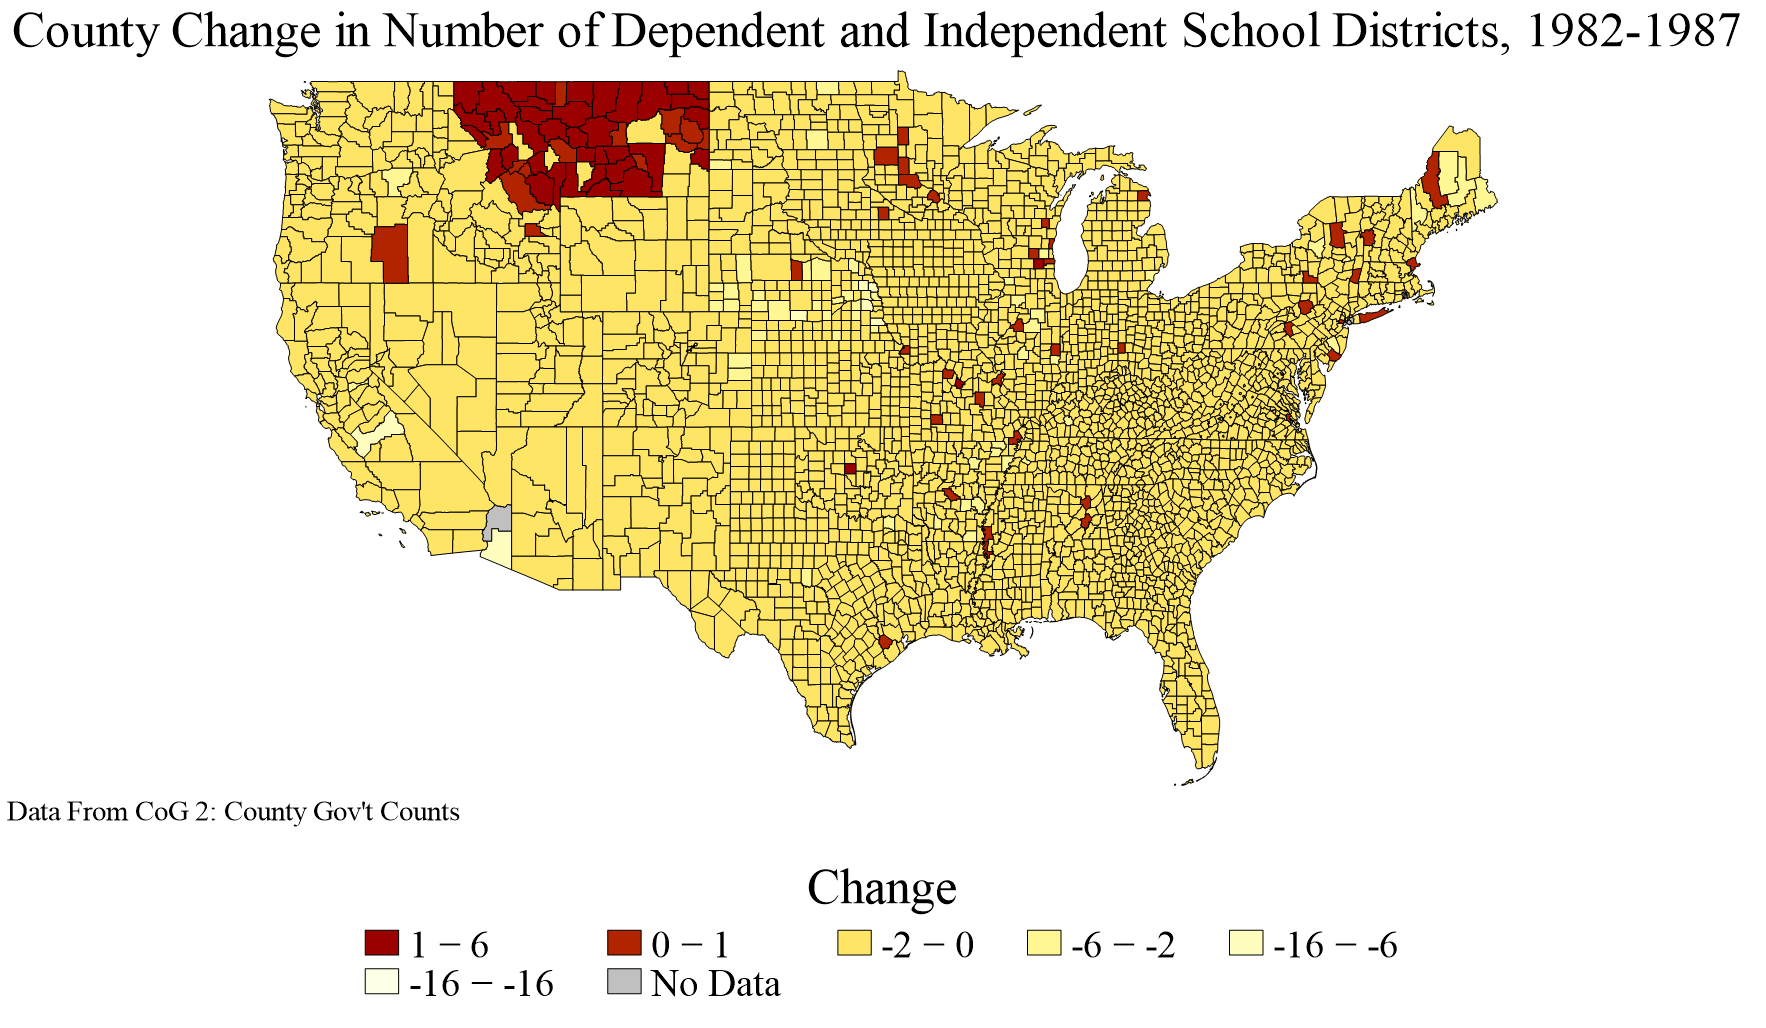 County Change in Number of Dependent and Independent School Districts, 1982-1987
Data From CoG 2: County Gov't Counts
Change
1 − 6
0 − 1
-2 − 0
-6 − -2
-16 − -6
-16 − -16
No Data